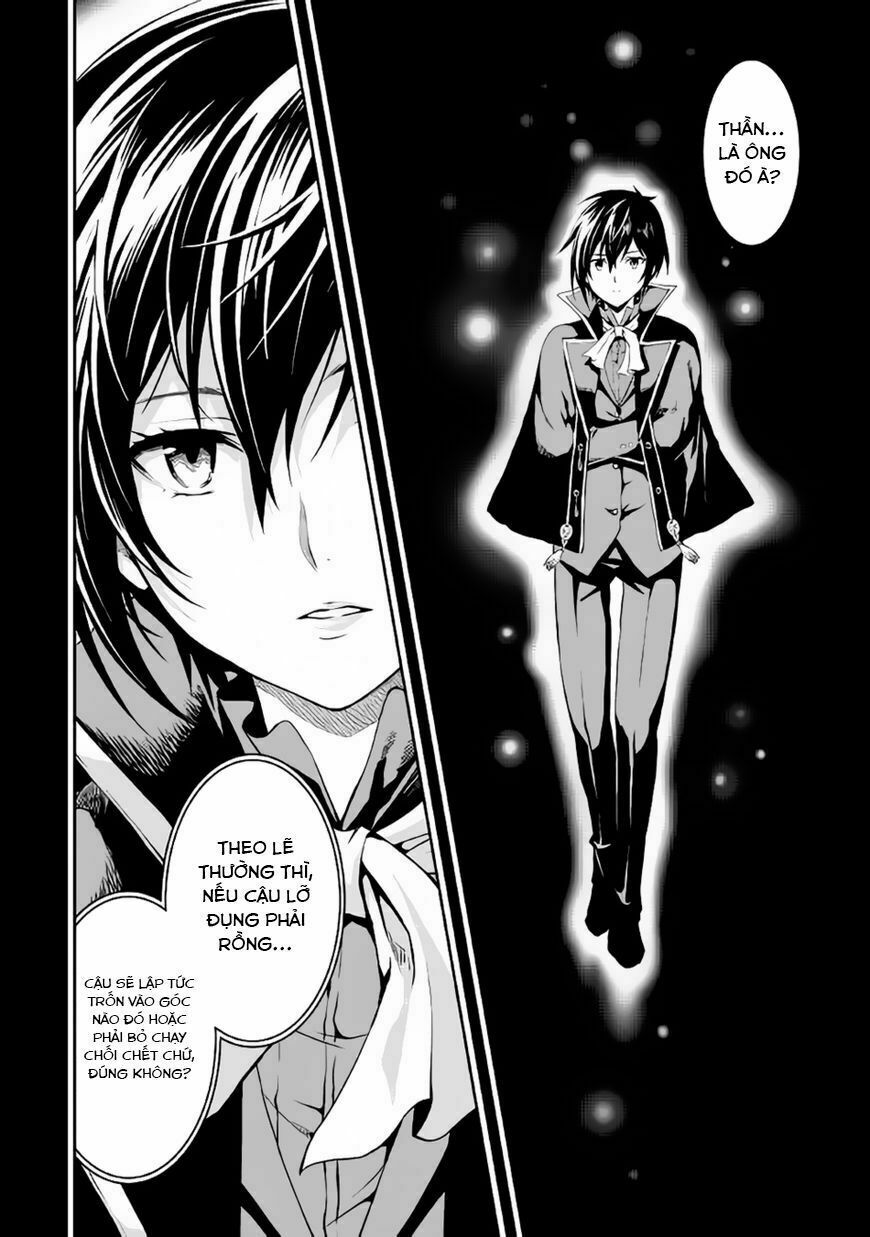 THẦN...
LÀ ÔNG
ĐÓ À?
THEO LẼ
THƯỜNG THÌ,
NẾU CẬU LỠ
ĐỤNG PHẢI
RỒNG...
CẬU SẼ LẬP TỨC
TRỐN VÀO GÓC
NÀO ĐÓ HOẶC
PHẢI BỎ CHẠY
CHỐI CHẾT CHỨ,
ĐÚNG KHÔNG?